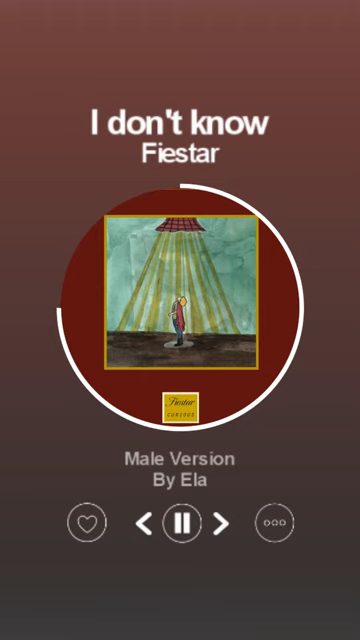 I don't know
Fiestar
Fiestar
CURIOUS
Male Version
By Ela